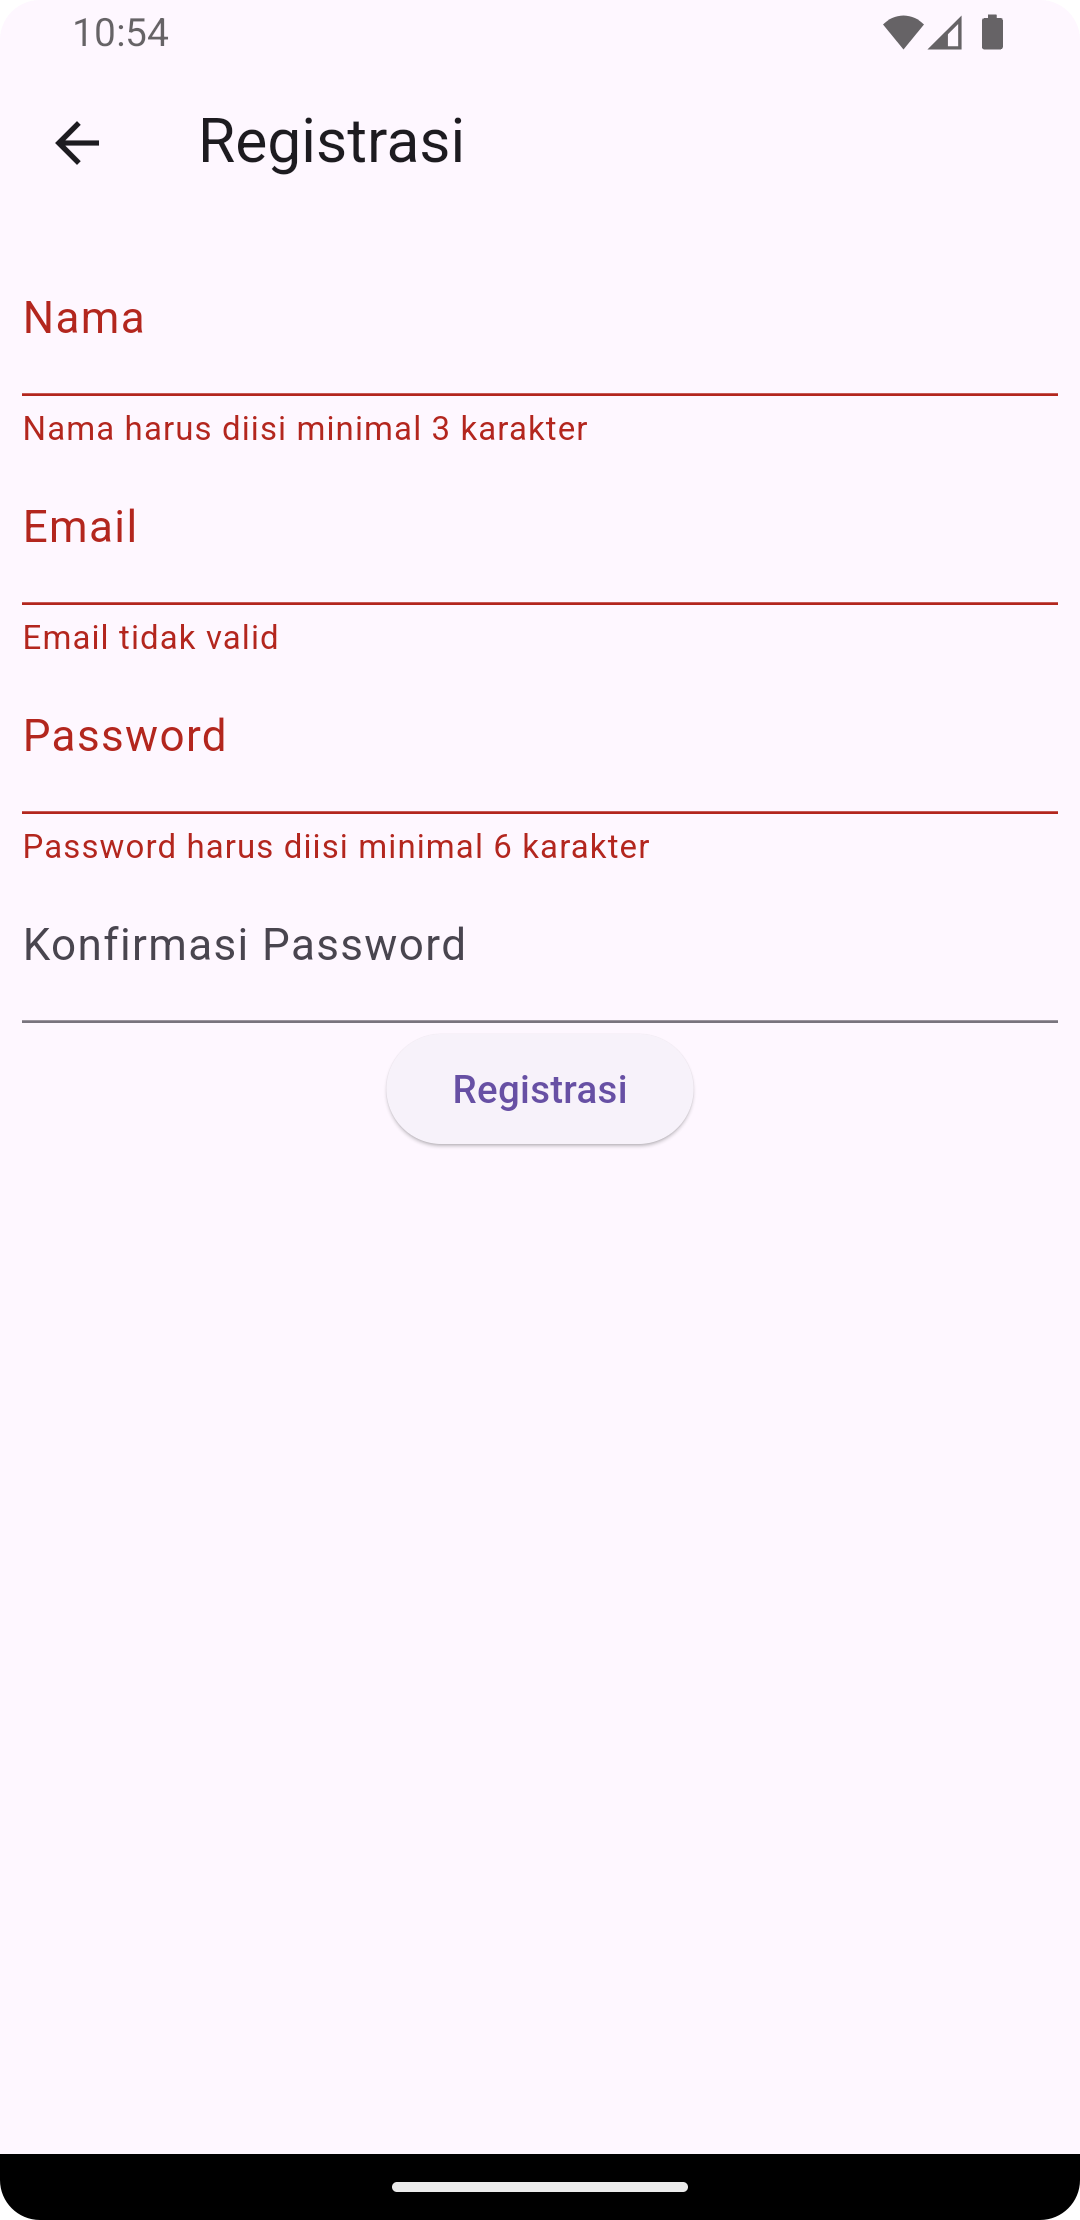 10:54
Registrasi
Nama
Nama harus diisi minimal 3 karakter
Email
Email tidak valid
Password
Password harus diisi minimal 6 karakter
Konfirmasi Password
Registrasi